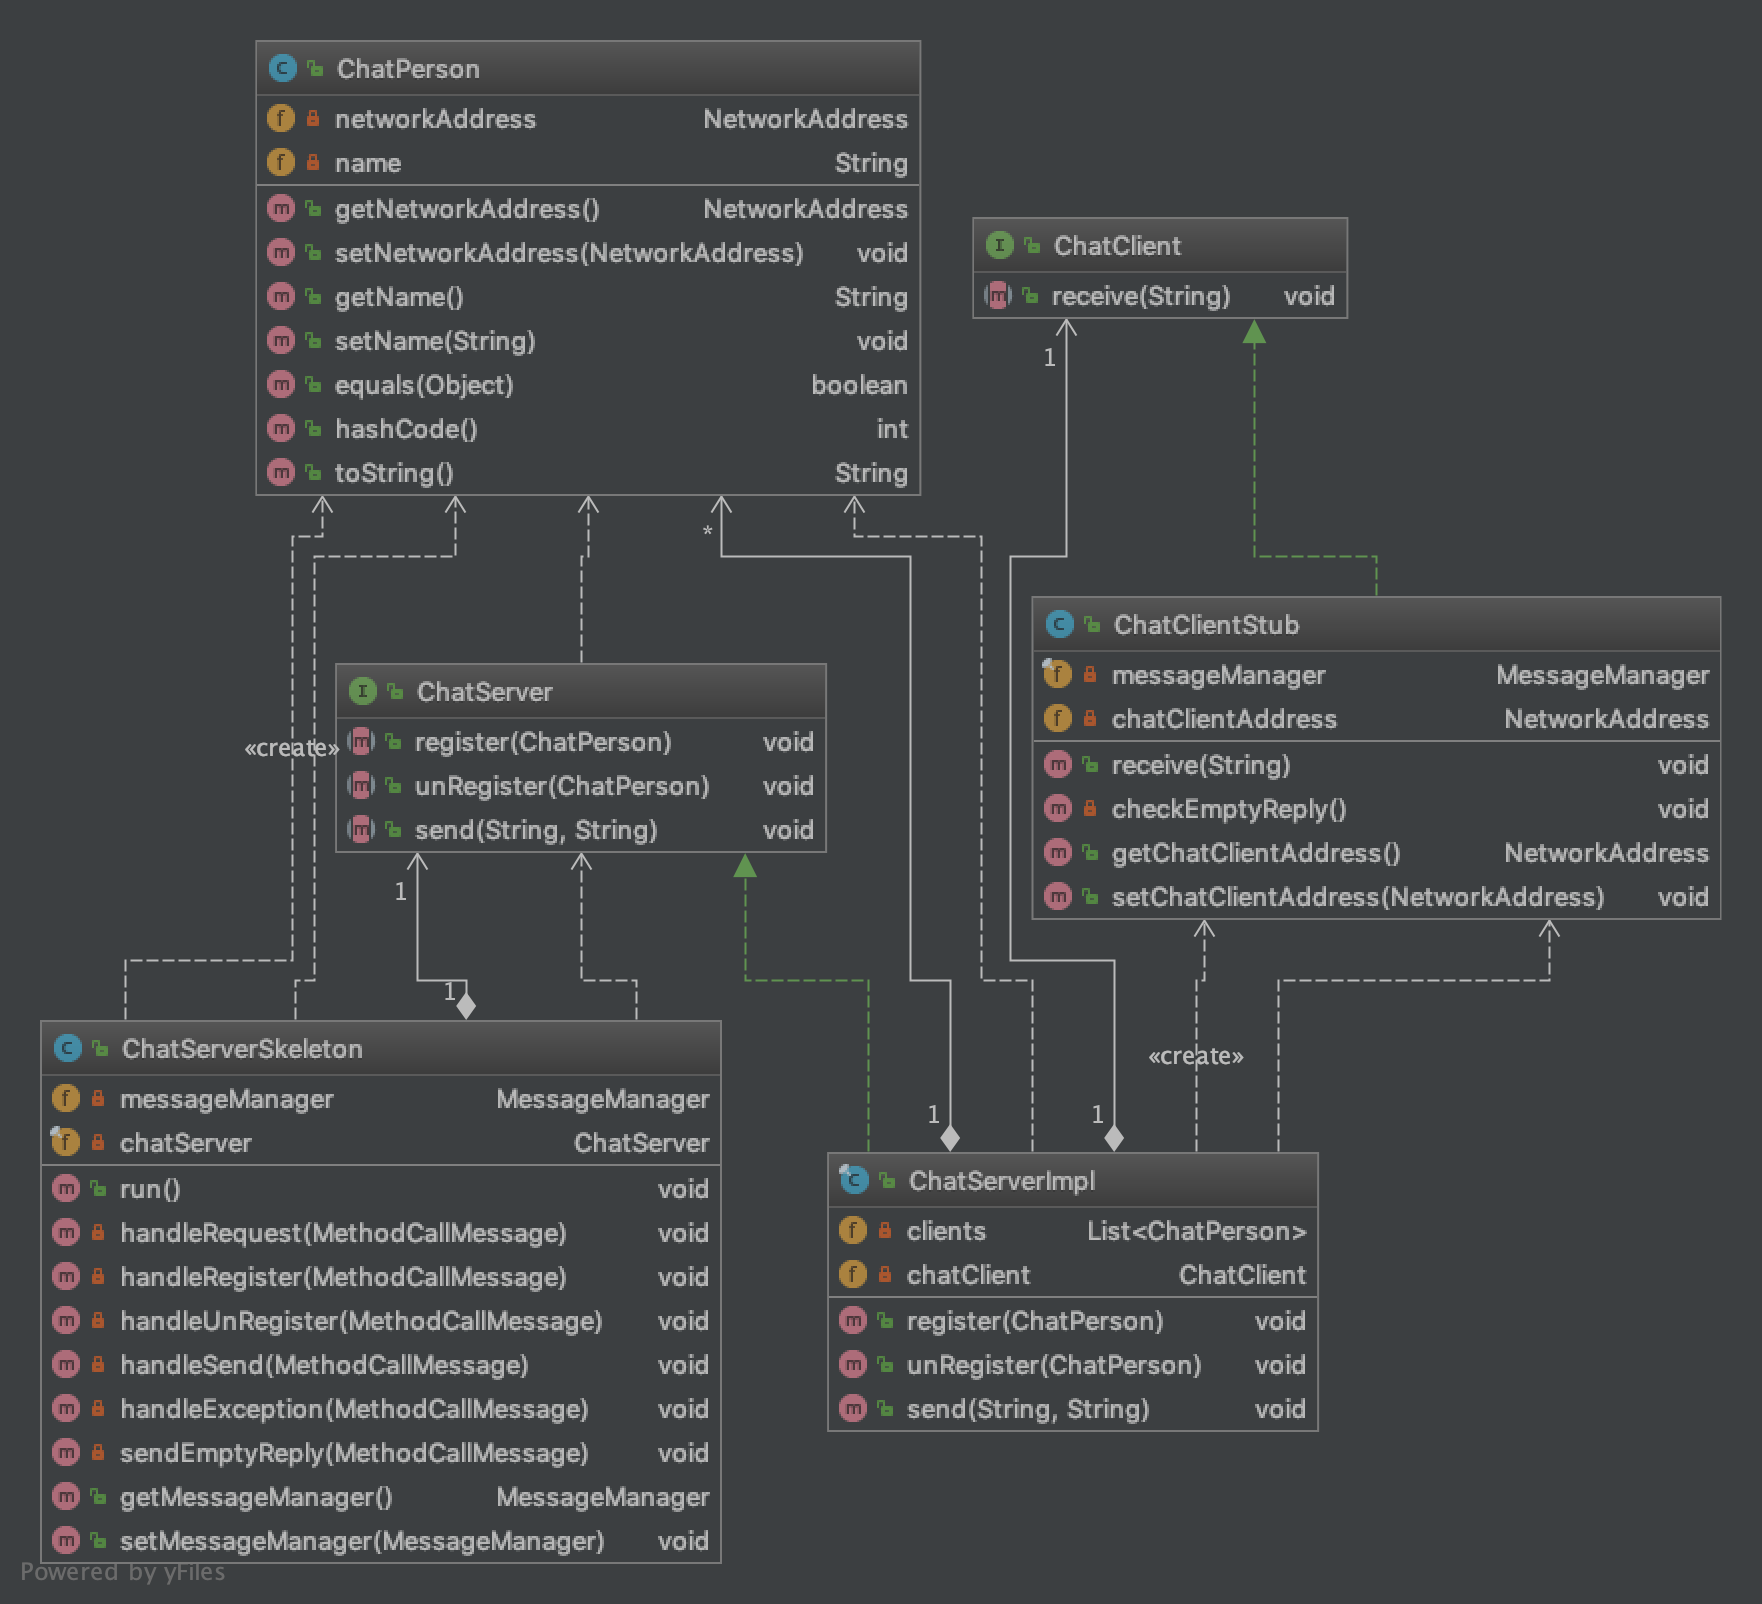 ChatPerson
networkAddress NetworkAddress
name String
getNetworkAddress() NetworkAddress
setNetworkAddress(NetworkAddress) void
getName() String
setName(String) void
equals(Object) boolean
hashCode() int
toString() String
ChatClient
receive(String) void
1
*
ChatClientStub
messageManager MessageManager
chatClientAddress NetworkAddress
receive(String) void
checkEmptyReply() void
getChatClientAddress() NetworkAddress
setChatClientAddress(NetworkAddress) void
ChatServer
register(ChatPerson) void
unRegister(ChatPerson) void
send(String, String) void
«create»
1
1
ChatServerSkeleton
messageManager MessageManager
chatServer ChatServer
run() void
handleRequest(MethodCallMessage) void
handleRegister(MethodCallMessage) void
handleUnRegister(MethodCallMessage) void
handleSend(MethodCallMessage) void
handleException(MethodCallMessage) void
sendEmptyReply(MethodCallMessage) void
getMessageManager() MessageManager
setMessageManager(MessageManager) void
«create»
1
1
ChatServerImpl
clients List<ChatPerson>
chatClient ChatClient
register(ChatPerson) void
unRegister(ChatPerson) void
send(String, String) void
Powered by yFiles